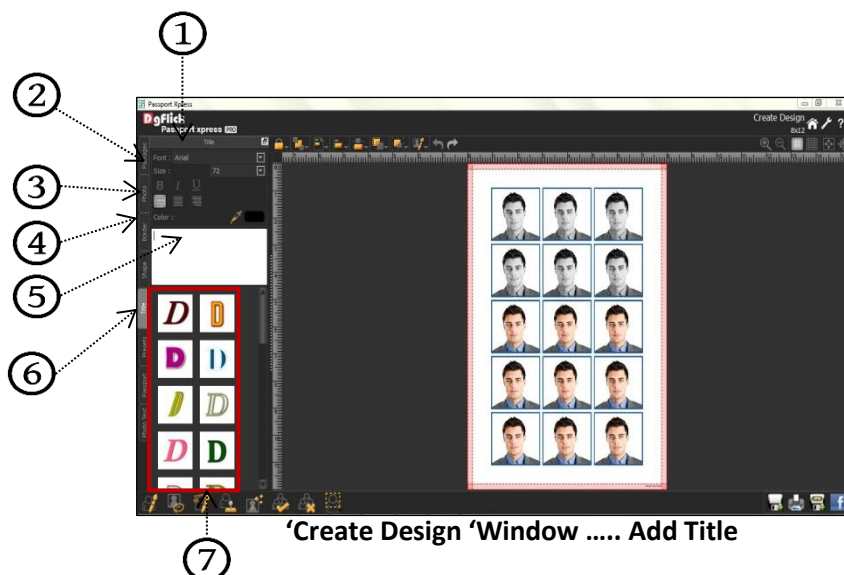 1
2
3
4
5
6
7
Passport Xpress
DgFlick
Passport xpress PRO
Create Design
8x12
?
Title
Font : Arial
Size : 72
B I U
Color :
Photo
Border
Shape
Title
Presets
Passport
Photo Text
D D
D D
D
D D
f
‘Create Design ‘Window ….. Add Title